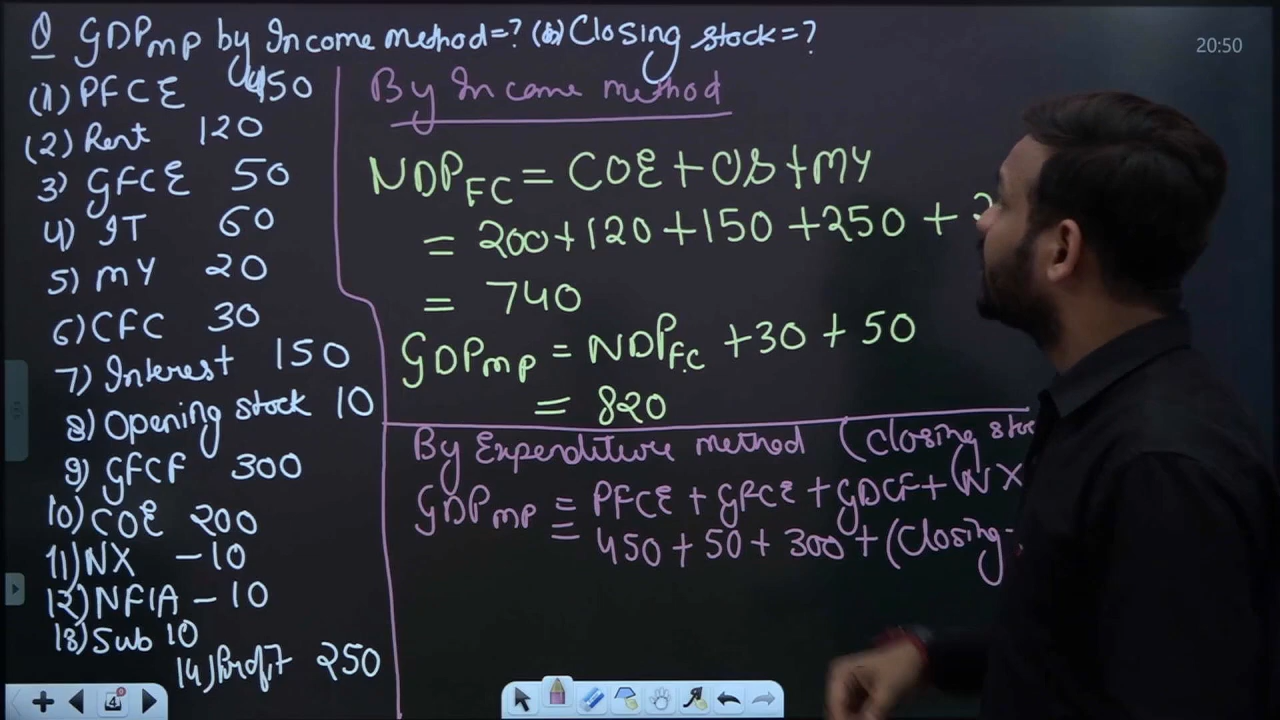 Q GDPMP by Income method=? (b) Closing stock=?
20:50
(1) PFCE 450
(2) Rent 120
3) GFCE 50
4) IT 60
5) MY 20
6) CFC 30
7) Interest 150
8) Opening stock 10
9) GFCF 300
10) COE 200
11) NX -10
12) NFIA -10
13) Sub 10
14) Profit 250
By Income method
NDPFC = COE + OS + MY
= 200+120+150+250+
= 740
GDPMP = NDPFC +30 +50
= 820
By Expenditure method (Closing
GDPMP = PFCE + GFCE + GDCF + NX
= 450 + 50 + 300 + (Closing-
4